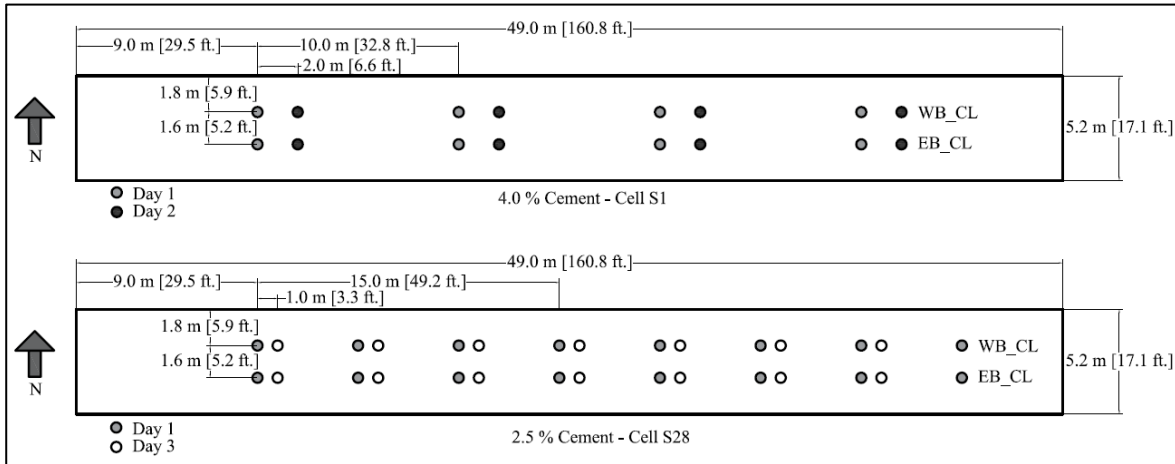 49.0 m [160.8 ft.]
9.0 m [29.5 ft.]
10.0 m [32.8 ft.]
2.0 m [6.6 ft.]
1.8 m [5.9 ft.]
1.6 m [5.2 ft.]
N
WB_CL
EB_CL
5.2 m [17.1 ft.]
Day 1
Day 2
4.0 % Cement - Cell S1
49.0 m [160.8 ft.]
9.0 m [29.5 ft.]
15.0 m [49.2 ft.]
1.0 m [3.3 ft.]
1.8 m [5.9 ft.]
1.6 m [5.2 ft.]
N
WB_CL
EB_CL
5.2 m [17.1 ft.]
Day 1
Day 3
2.5 % Cement - Cell S28